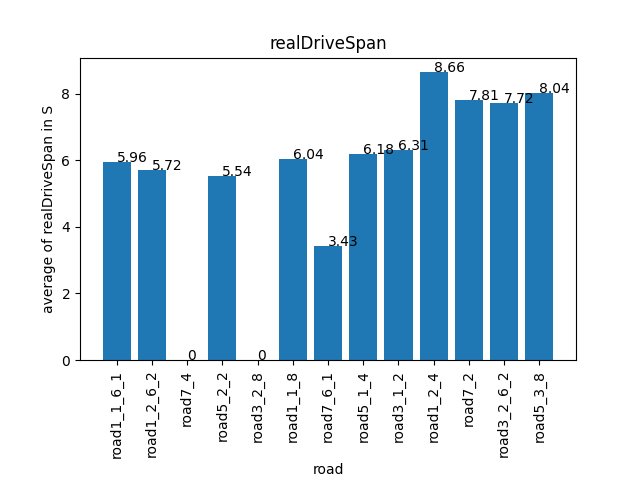 realDriveSpan
average of realDriveSpan in S
8
6
4
2
0
5.96
5.72
0
5.54
0
6.04
3.43
6.18
6.31
8.66
7.81
7.72
8.04
road1_1_6_1
road1_2_6_2
road7_4
road5_2_2
road3_2_8
road1_1_8
road7_6_1
road5_1_4
road3_1_2
road1_2_4
road7_2
road3_2_6_2
road5_3_8
road